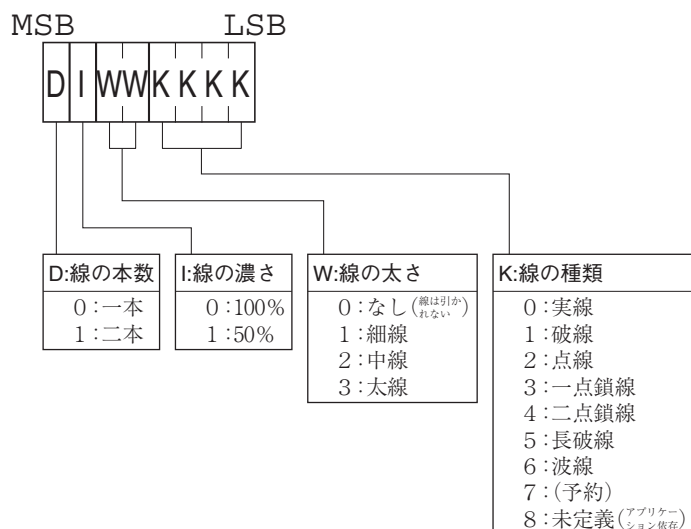 MSB LSB
D I W W K K K K
D:線の本数
0:一本
1:二本
I:線の濃さ
0:100%
1:50%
W:線の太さ
0:なし(線は引かれない)
1:細線
2:中線
3:太線
K:線の種類
0:実線
1:破線
2:点線
3:一点鎖線
4:二点鎖線
5:長破線
6:波線
7:(予約)
8:未定義(アプリケーション依存)